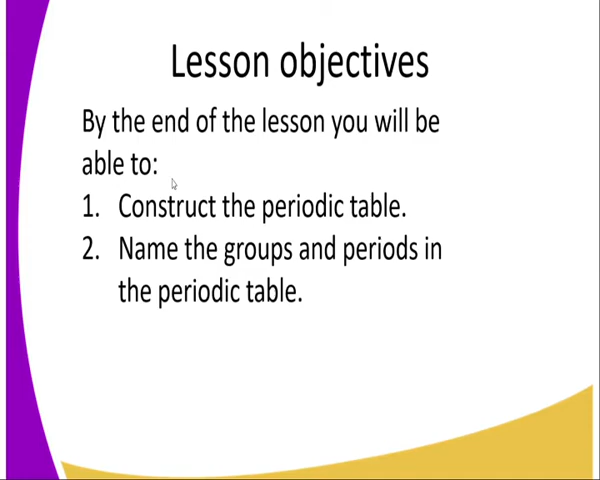 Lesson objectives
By the end of the lesson you will be
able to:
1. Construct the periodic table.
2. Name the groups and periods in
the periodic table.